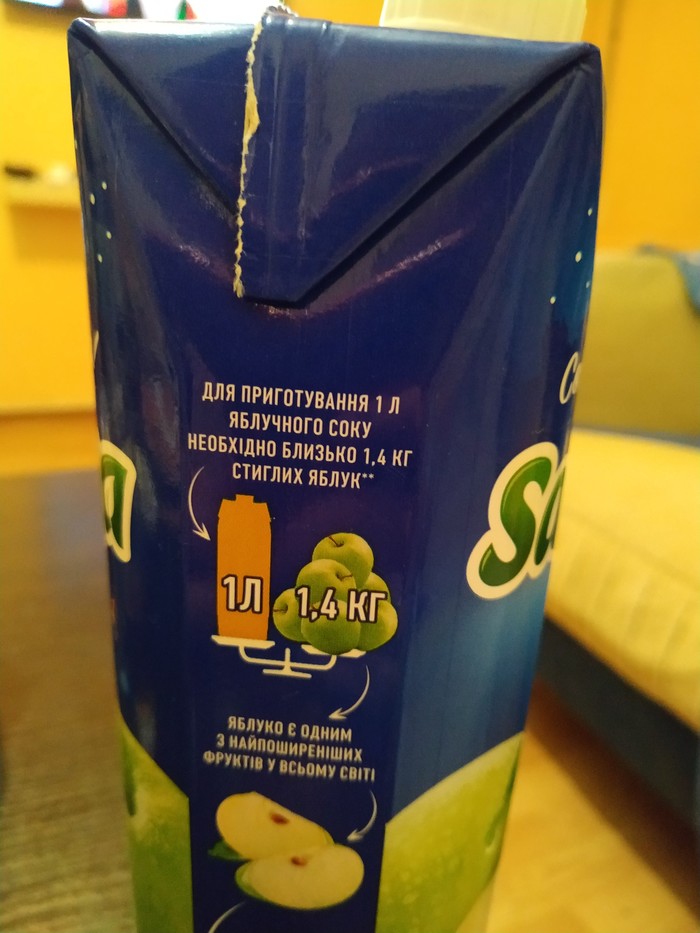 ДЛЯ ПРИГОТУВАННЯ 1 Л
ЯБЛУЧНОГО СОКУ
НЕОБХІДНО БЛИЗЬКО 1,4 КГ
СТИГЛИХ ЯБЛУК**
1Л
1,4 КГ
ЯБЛУКО Є ОДНИМ
З НАЙПОШИРЕНІШИХ
ФРУКТІВ У ВСЬОМУ СВІТІ